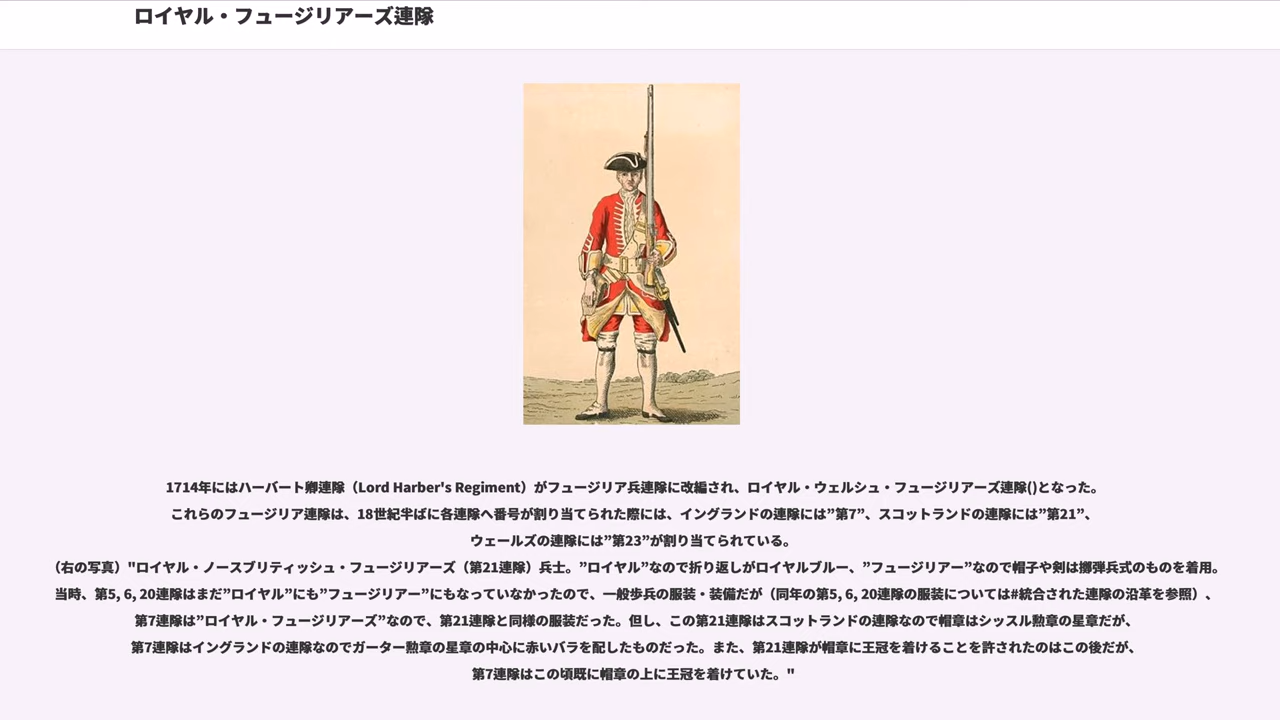 ロイヤル・フュージリアーズ連隊
1714年にはハーバート卿連隊（Lord Harber's Regiment）がフュージリア兵連隊に改編され、ロイヤル・ウェルシュ・フュージリアーズ連隊()となった。
これらのフュージリア連隊は、18世紀半ばに各連隊へ番号が割り当てられた際には、イングランドの連隊には”第7”、スコットランドの連隊には”第21”、
ウェールズの連隊には”第23”が割り当てられている。
（右の写真）"ロイヤル・ノースブリティッシュ・フュージリアーズ（第21連隊）兵士。”ロイヤル”なので折り返しがロイヤルブルー、”フュージリアー”なので帽子や剣は擲弾兵式のものを着用。
当時、第5, 6, 20連隊はまだ”ロイヤル”にも”フュージリアー”にもなっていなかったので、一般歩兵の服装・装備だが（同年の第5, 6, 20連隊の服装については#統合された連隊の沿革を参照）、
第7連隊は”ロイヤル・フュージリアーズ”なので、第21連隊と同様の服装だった。但し、この第21連隊はスコットランドの連隊なので帽章はシッスル勲章の星章だが、
第7連隊はイングランドの連隊なのでガーター勲章の星章の中心に赤いバラを配したものだった。また、第21連隊が帽章に王冠を着けることを許されたのはこの後だが、
第7連隊はこの頃既に帽章の上に王冠を着けていた。"